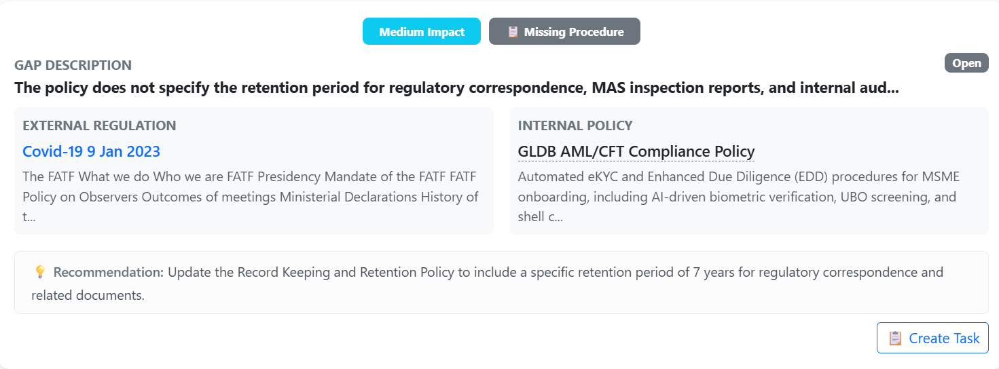 Medium Impact
📋 Missing Procedure
GAP DESCRIPTION
Open
The policy does not specify the retention period for regulatory correspondence, MAS inspection reports, and internal aud...
EXTERNAL REGULATION
Covid-19 9 Jan 2023
The FATF What we do Who we are FATF Presidency Mandate of the FATF FATF
Policy on Observers Outcomes of meetings Ministerial Declarations History of
t...
INTERNAL POLICY
GLDB AML/CFT Compliance Policy
Automated eKYC and Enhanced Due Diligence (EDD) procedures for MSME
onboarding, including AI-driven biometric verification, UBO screening, and
shell c...
💡 Recommendation: Update the Record Keeping and Retention Policy to include a specific retention period of 7 years for regulatory correspondence and
related documents.
📋 Create Task